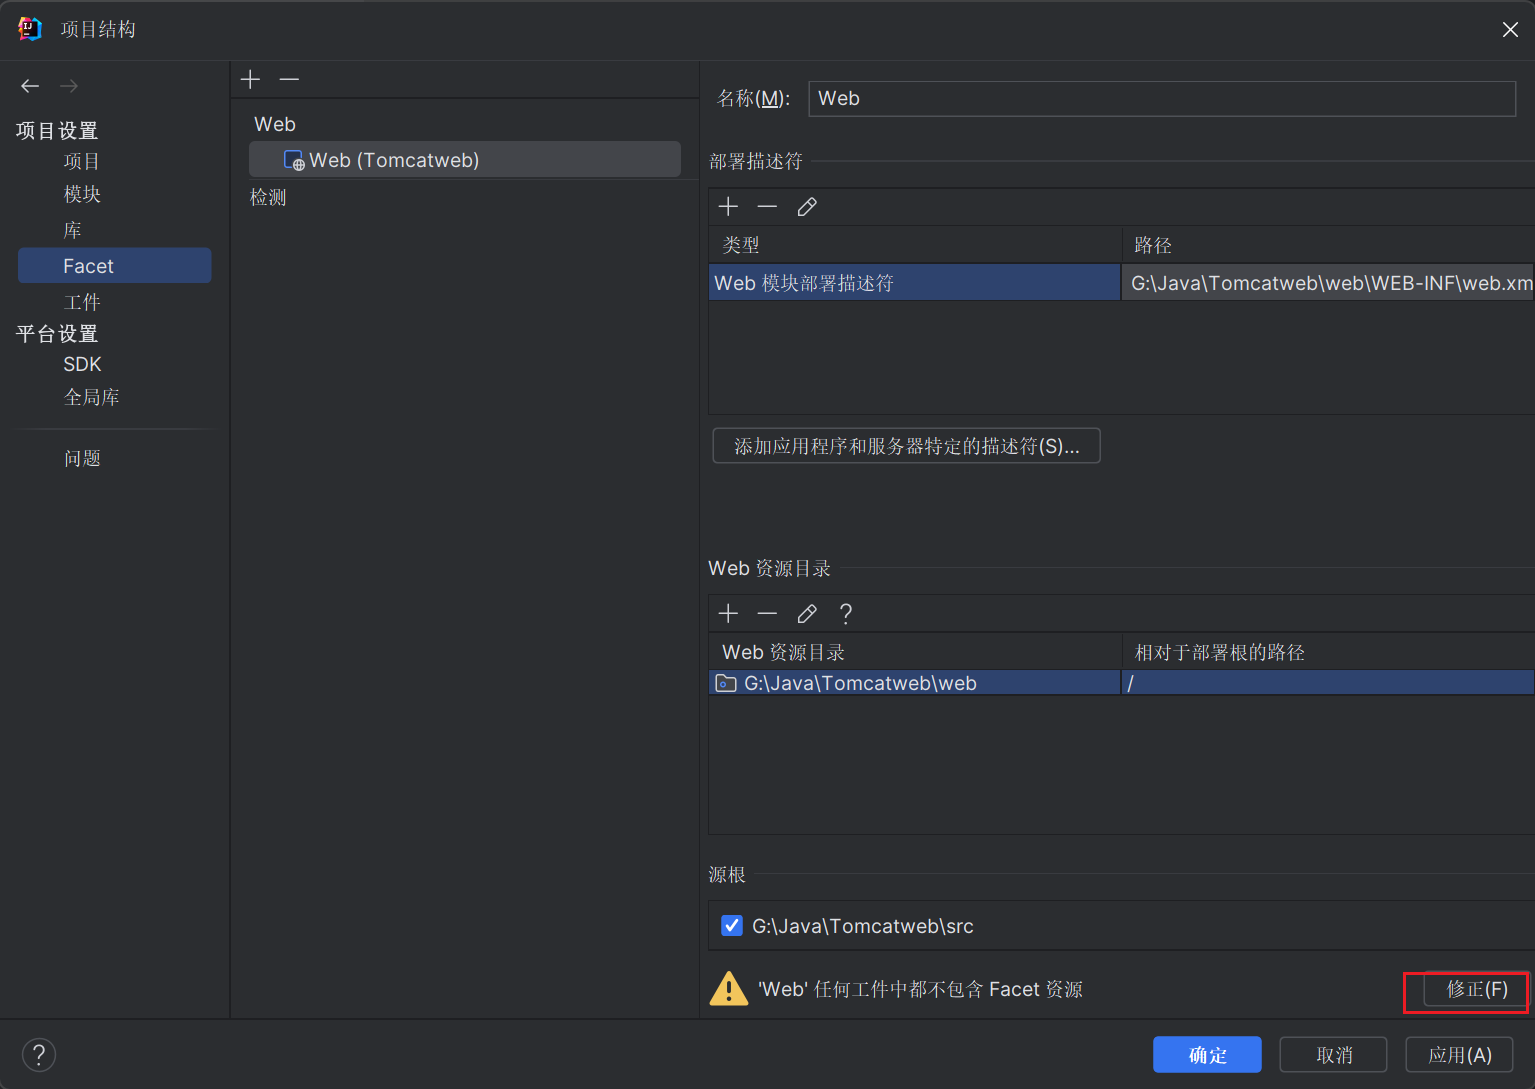 项目结构
项目设置
项目
模块
库
Facet
工件
平台设置
SDK
全局库
问题
Web
Web (Tomcatweb)
检测
名称(M): Web
部署描述符
类型 路径
Web 模块部署描述符 G:\Java\Tomcatweb\web\WEB-INF\web.xm
添加应用程序和服务器特定的描述符(S)...
Web 资源目录
?
Web 资源目录 相对于部署根的路径
G:\Java\Tomcatweb\web /
源根
G:\Java\Tomcatweb\src
'Web' 任何工件中都不包含 Facet 资源 修正(F)
? 确定 取消 应用(A)